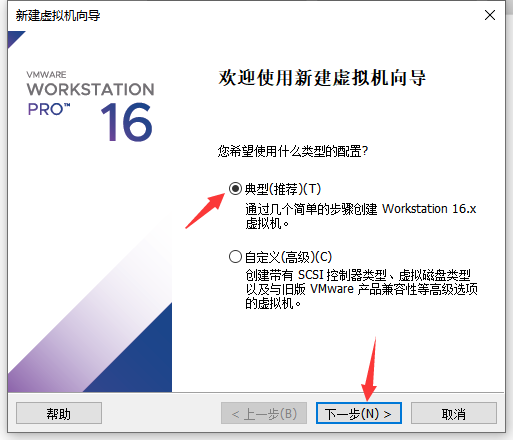 新建虚拟机向导
VMWARE
WORKSTATION
PRO™
16
欢迎使用新建虚拟机向导
您希望使用什么类型的配置?
典型(推荐)(T)
通过几个简单的步骤创建 Workstation 16.x
虚拟机。
自定义(高级)(C)
创建带有 SCSI 控制器类型、虚拟磁盘类型
以及与旧版 VMware 产品兼容性等高级选项
的虚拟机。
帮助
< 上一步(B)
下一步(N) >
取消